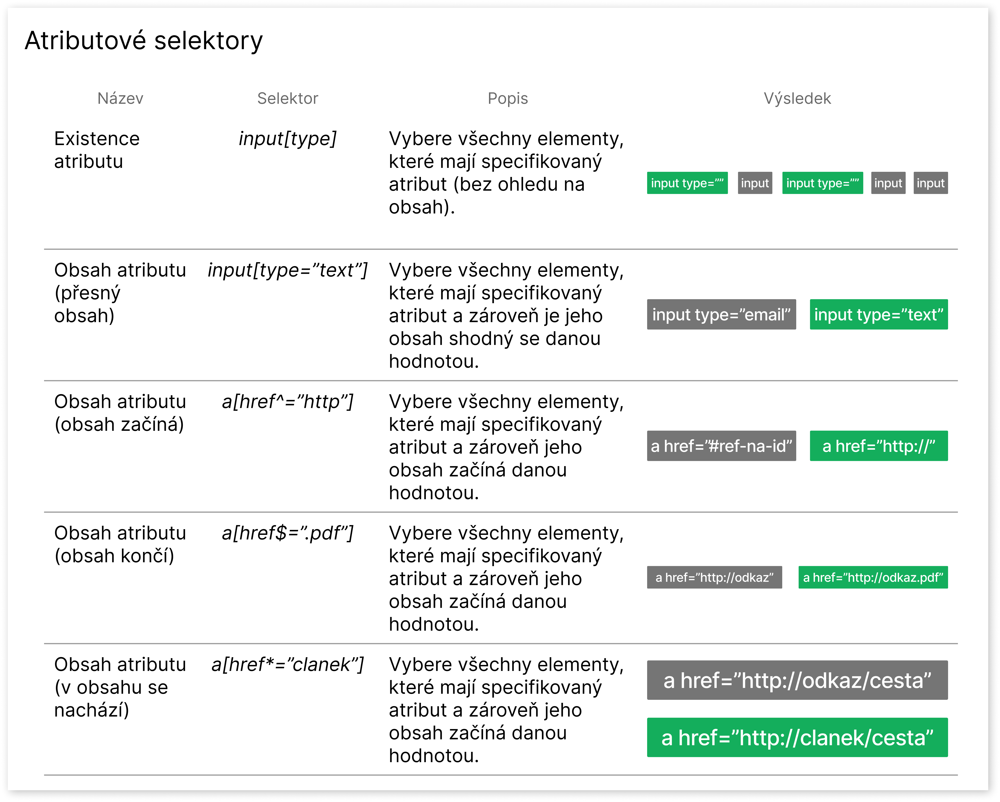 Atributové selektory
Název Selektor Popis Výsledek
Existence
atributu
input[type]
Vybere všechny elementy,
které mají specifikovaný
atribut (bez ohledu na
obsah).
input type=”” input input type=”” input input
Obsah atributu
(přesný
obsah)
input[type=”text”]
Vybere všechny elementy,
které mají specifikovaný
atribut a zároveň je jeho
obsah shodný se danou
hodnotou.
input type=”email” input type=”text”
Obsah atributu
(obsah začíná)
a[href^=”http”]
Vybere všechny elementy,
které mají specifikovaný
atribut a zároveň jeho
obsah začíná danou
hodnotou.
a href=”#ref-na-id” a href=”http://”
Obsah atributu
(obsah končí)
a[href$=”.pdf”]
Vybere všechny elementy,
které mají specifikovaný
atribut a zároveň jeho
obsah začíná danou
hodnotou.
a href=”http://odkaz” a href=”http://odkaz.pdf”
Obsah atributu
(v obsahu se
nachází)
a[href*=”clanek”]
Vybere všechny elementy,
které mají specifikovaný
atribut a zároveň jeho
obsah začíná danou
hodnotou.
a href=”http://odkaz/cesta”
a href=”http://clanek/cesta”